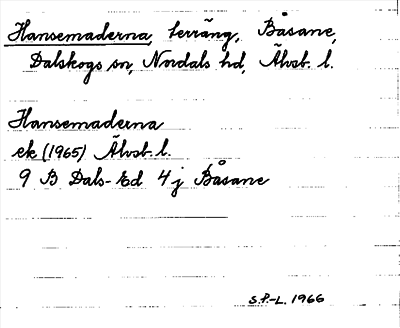 Hansemaderna, terräng, Båsane,
Dalskogs sn, Nordals hd, Älvsb. l.
Hansemaderna
ek (1965) Älvsb. l.
9 B Dals-Ed 4 j Båsane
S.P.-L. 1966